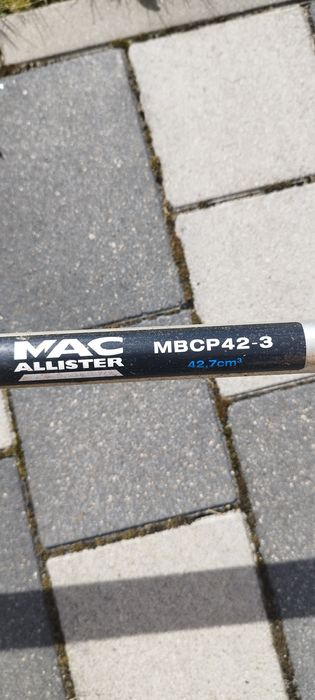 MAC
ALLISTER
MBCP42-3
42,7cm³